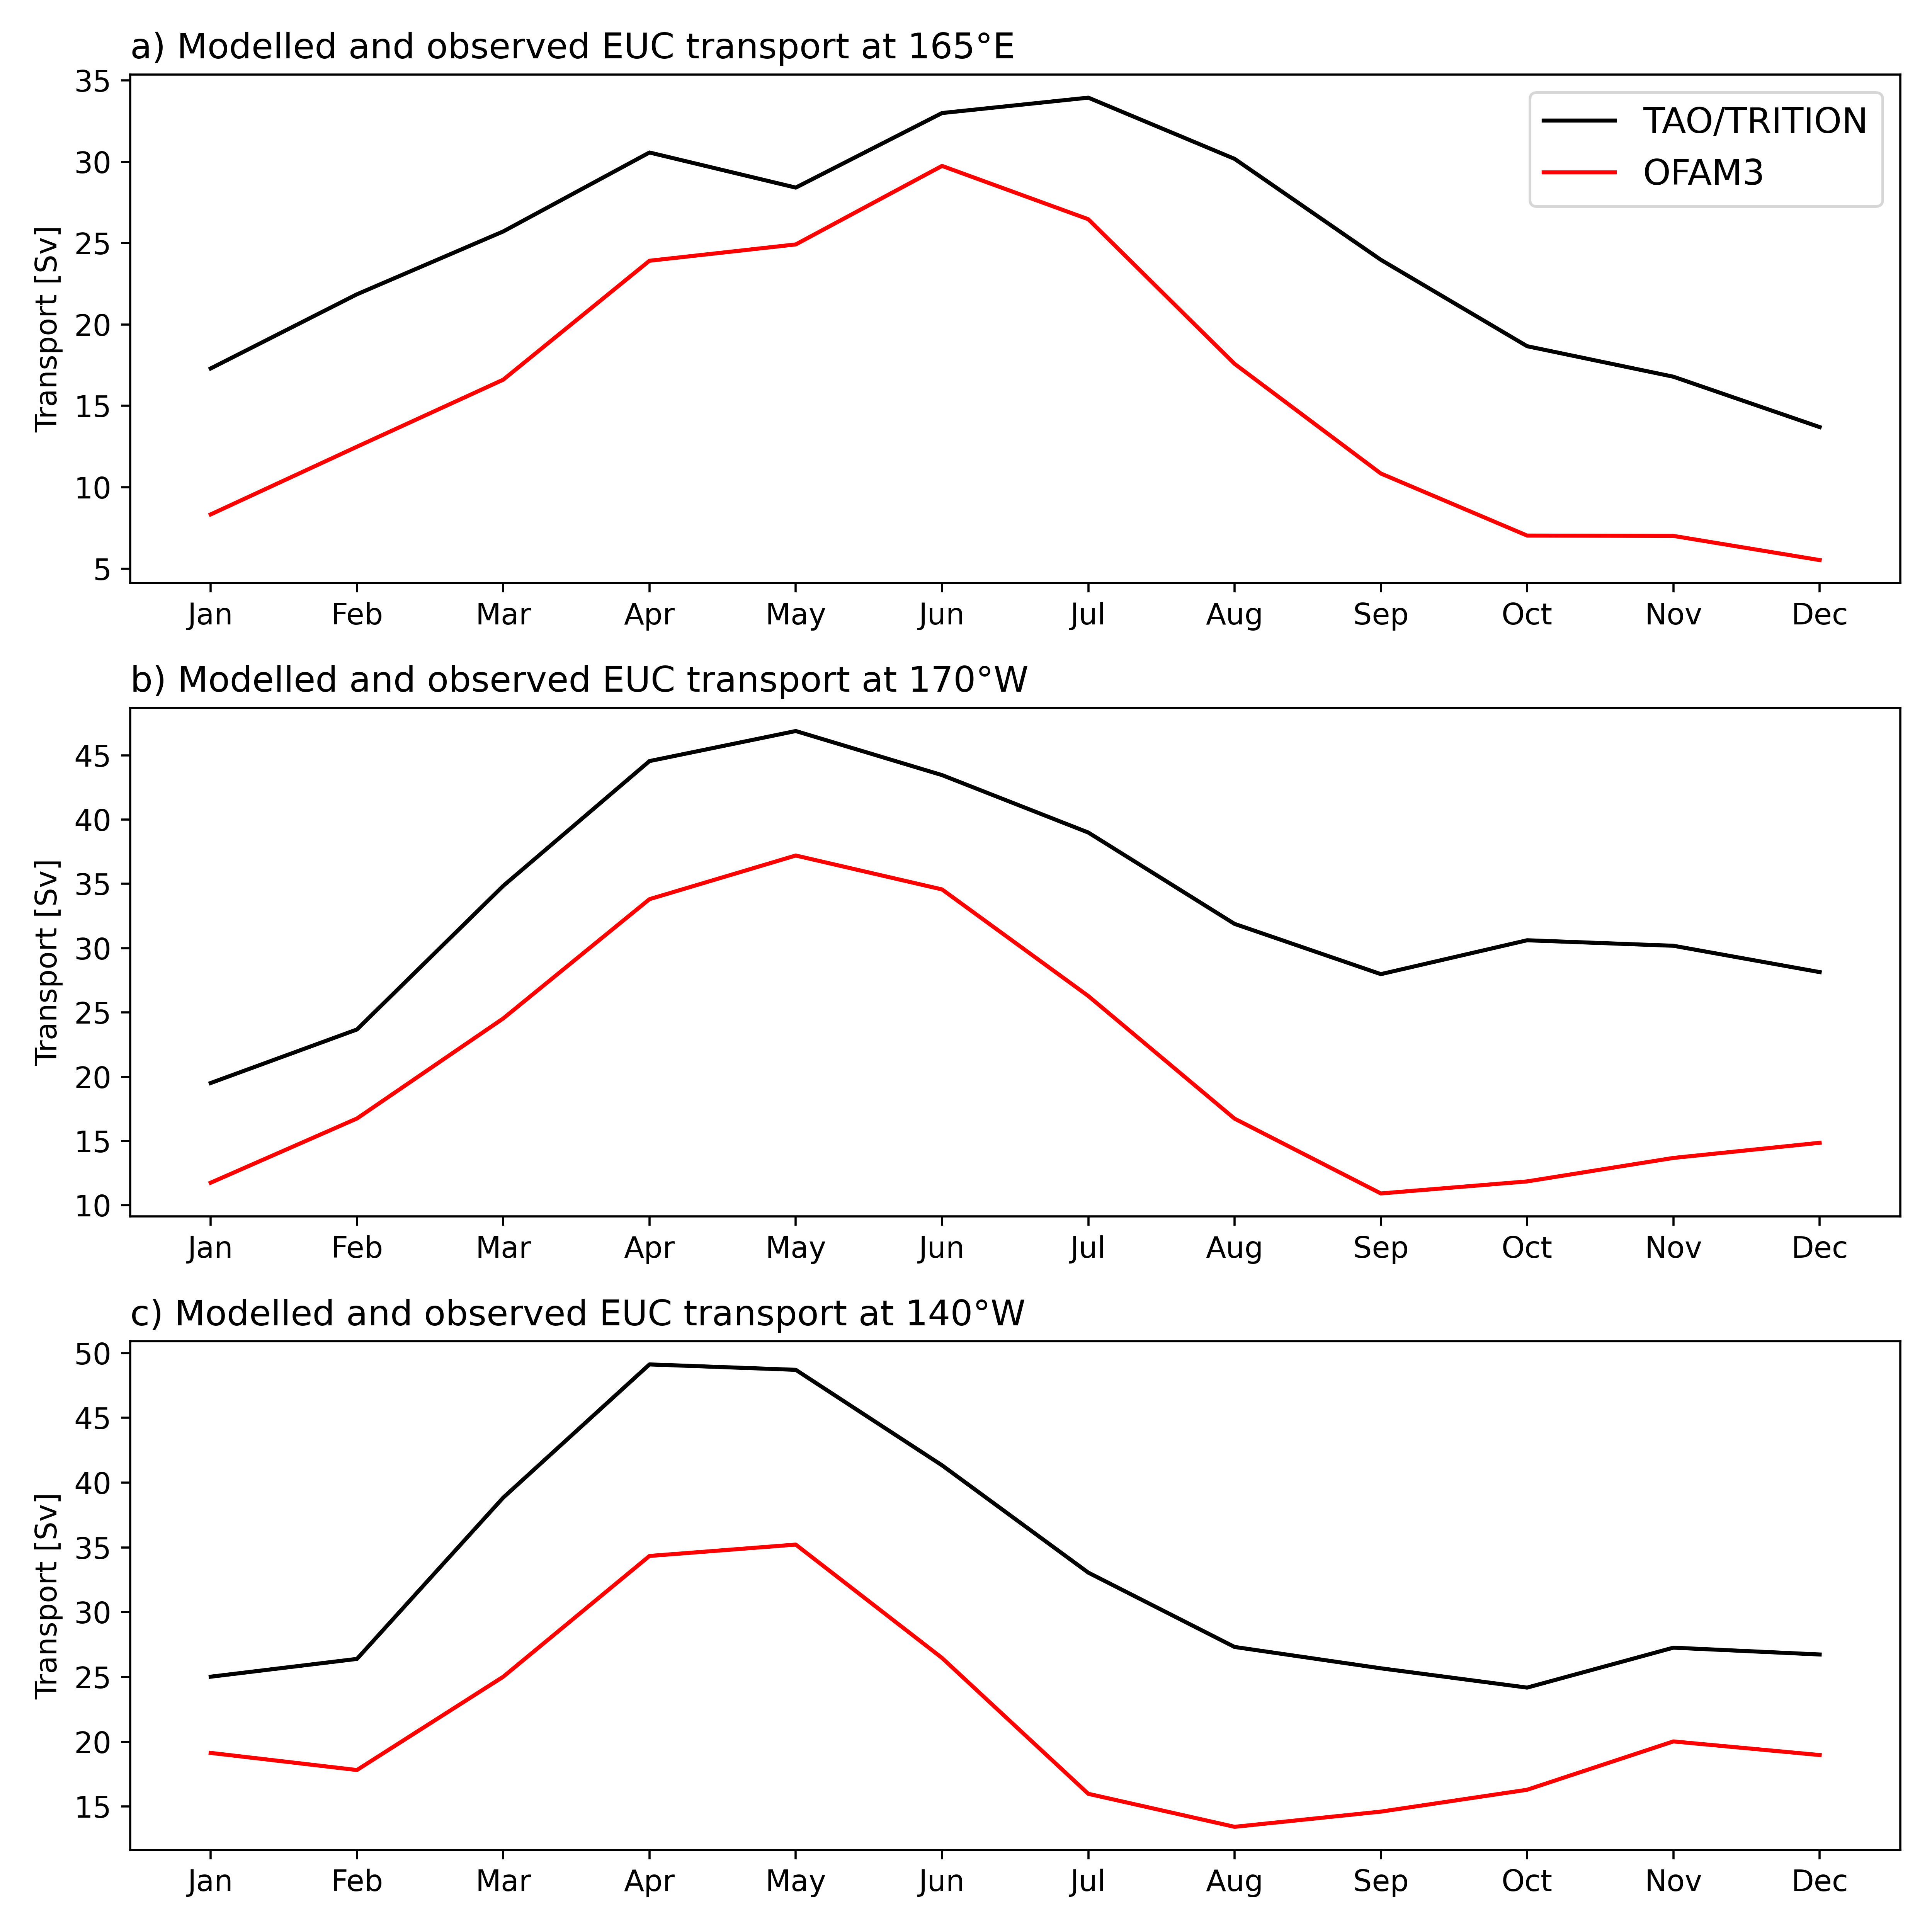 a) Modelled and observed EUC transport at 165°E
Transport [Sv]
35
30
25
20
15
10
5
TAO/TRITION
OFAM3
Jan Feb Mar Apr May Jun Jul Aug Sep Oct Nov Dec
b) Modelled and observed EUC transport at 170°W
Transport [Sv]
45
40
35
30
25
20
15
10
Jan Feb Mar Apr May Jun Jul Aug Sep Oct Nov Dec
c) Modelled and observed EUC transport at 140°W
Transport [Sv]
50
45
40
35
30
25
20
15
Jan Feb Mar Apr May Jun Jul Aug Sep Oct Nov Dec